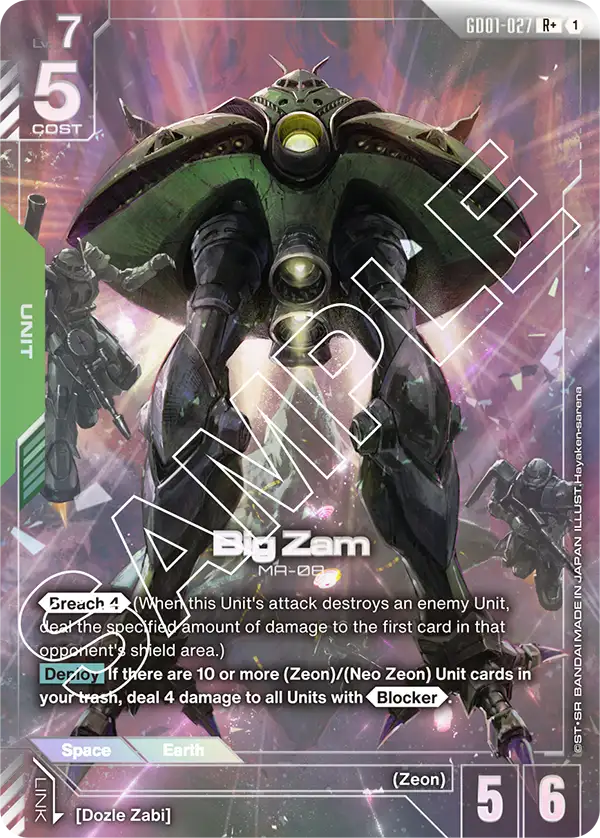 Lv. 7
5
COST
GD01-027 R+ 1
UNIT
SAMPLE
Big Zam
MA-08
Breach 4 (When this Unit's attack destroys an enemy Unit,
deal the specified amount of damage to the first card in that
opponent's shield area.)
Deploy If there are 10 or more (Zeon)/(Neo Zeon) Unit cards in
your trash, deal 4 damage to all Units with Blocker.
Space Earth
(Zeon)
LINK
[Dozle Zabi]
5 6
©ST・SR BANDAI MADE IN JAPAN ILLUST.Hayaken-sarena